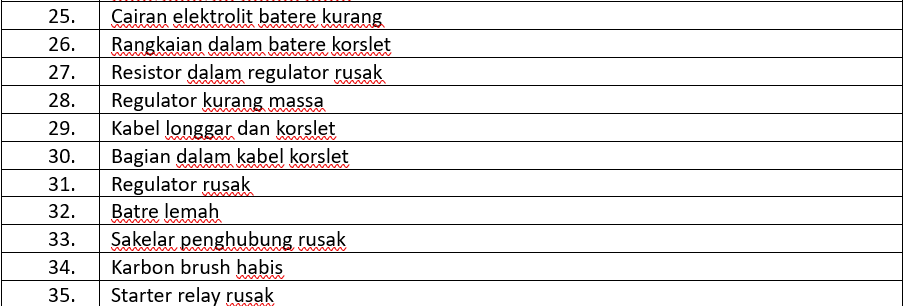 25. Cairan elektrolit batere kurang
26. Rangkaian dalam batere korslet
27. Resistor dalam regulator rusak
28. Regulator kurang massa
29. Kabel longgar dan korslet
30. Bagian dalam kabel korslet
31. Regulator rusak
32. Batre lemah
33. Sakelar penghubung rusak
34. Karbon brush habis
35. Starter relay rusak